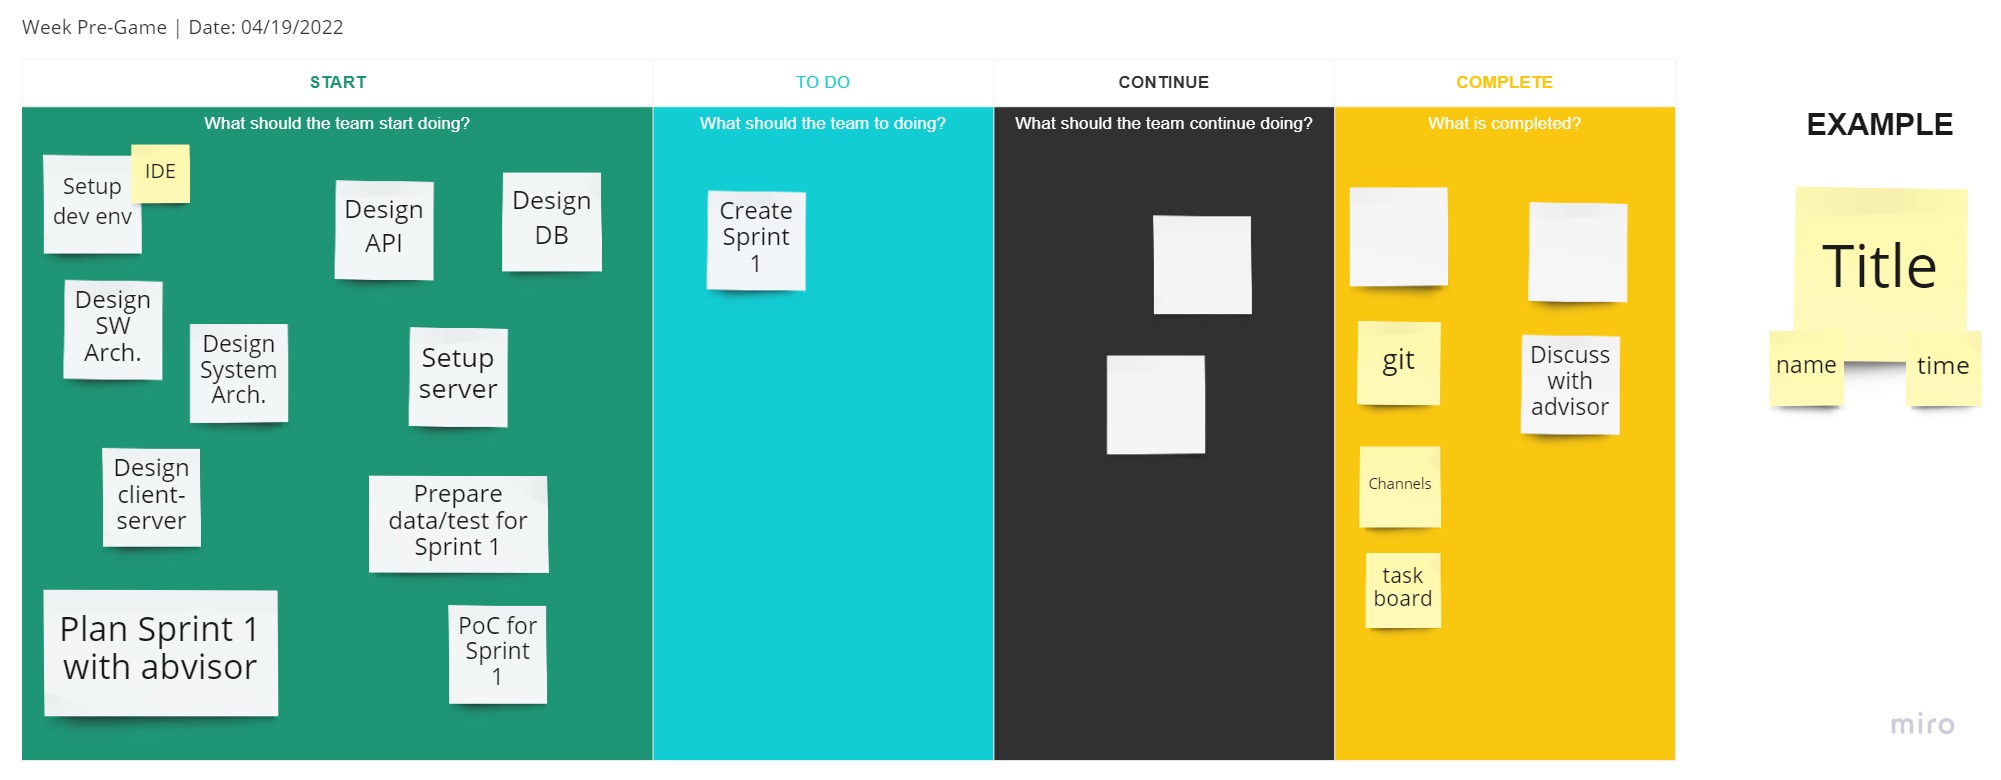 Week Pre-Game | Date: 04/19/2022
START
What should the team start doing?
Setup
dev env
IDE
Design
API
Design
DB
Design
SW
Arch.
Design
System
Arch.
Setup
server
Design
client-
server
Prepare
data/test for
Sprint 1
Plan Sprint 1
with abvisor
PoC for
Sprint
1
TO DO
What should the team to doing?
Create
Sprint
1
CONTINUE
What should the team continue doing?
COMPLETE
What is completed?
git
Discuss
with
advisor
Channels
task
board
EXAMPLE
Title
name
time
miro